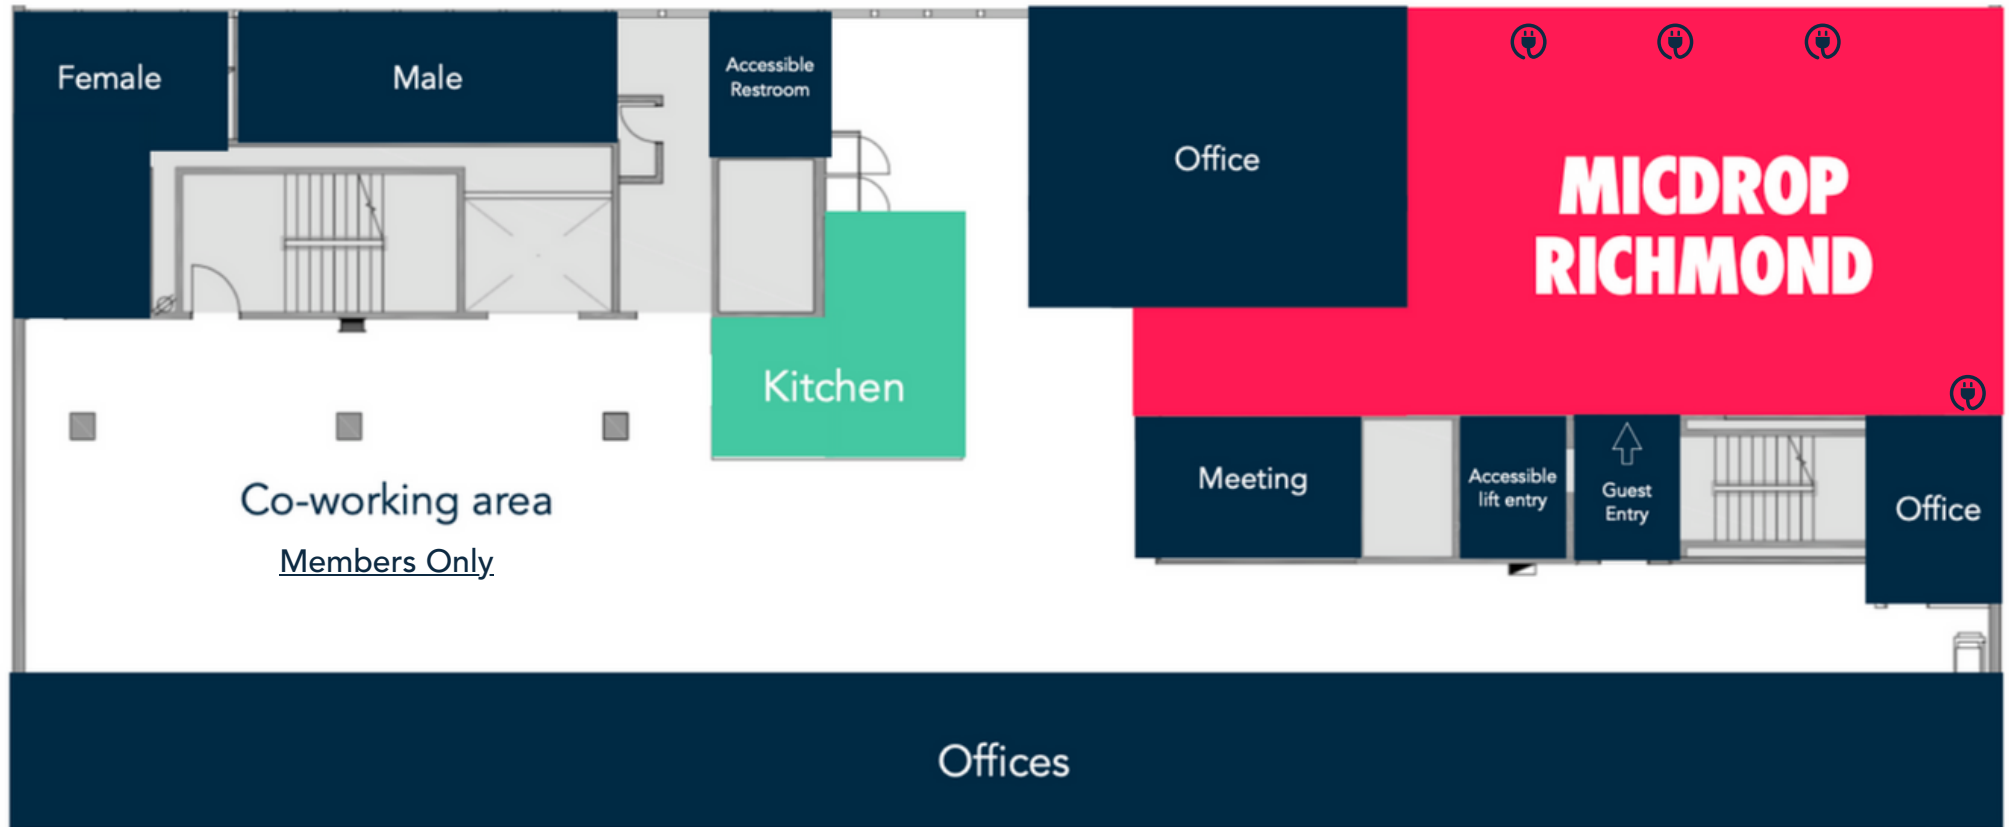 Female
Male
Accessible
Restroom
Office
MICDROP
RICHMOND
Kitchen
Meeting
Accessible
lift entry
Guest
Entry
Office
Co-working area
Members Only
Offices